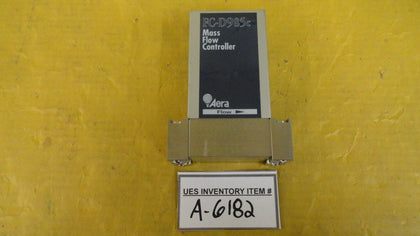 FC-D985c
Mass
Flow
Controller
Aera
Flow
UES INVENTORY ITEM #
A-6182